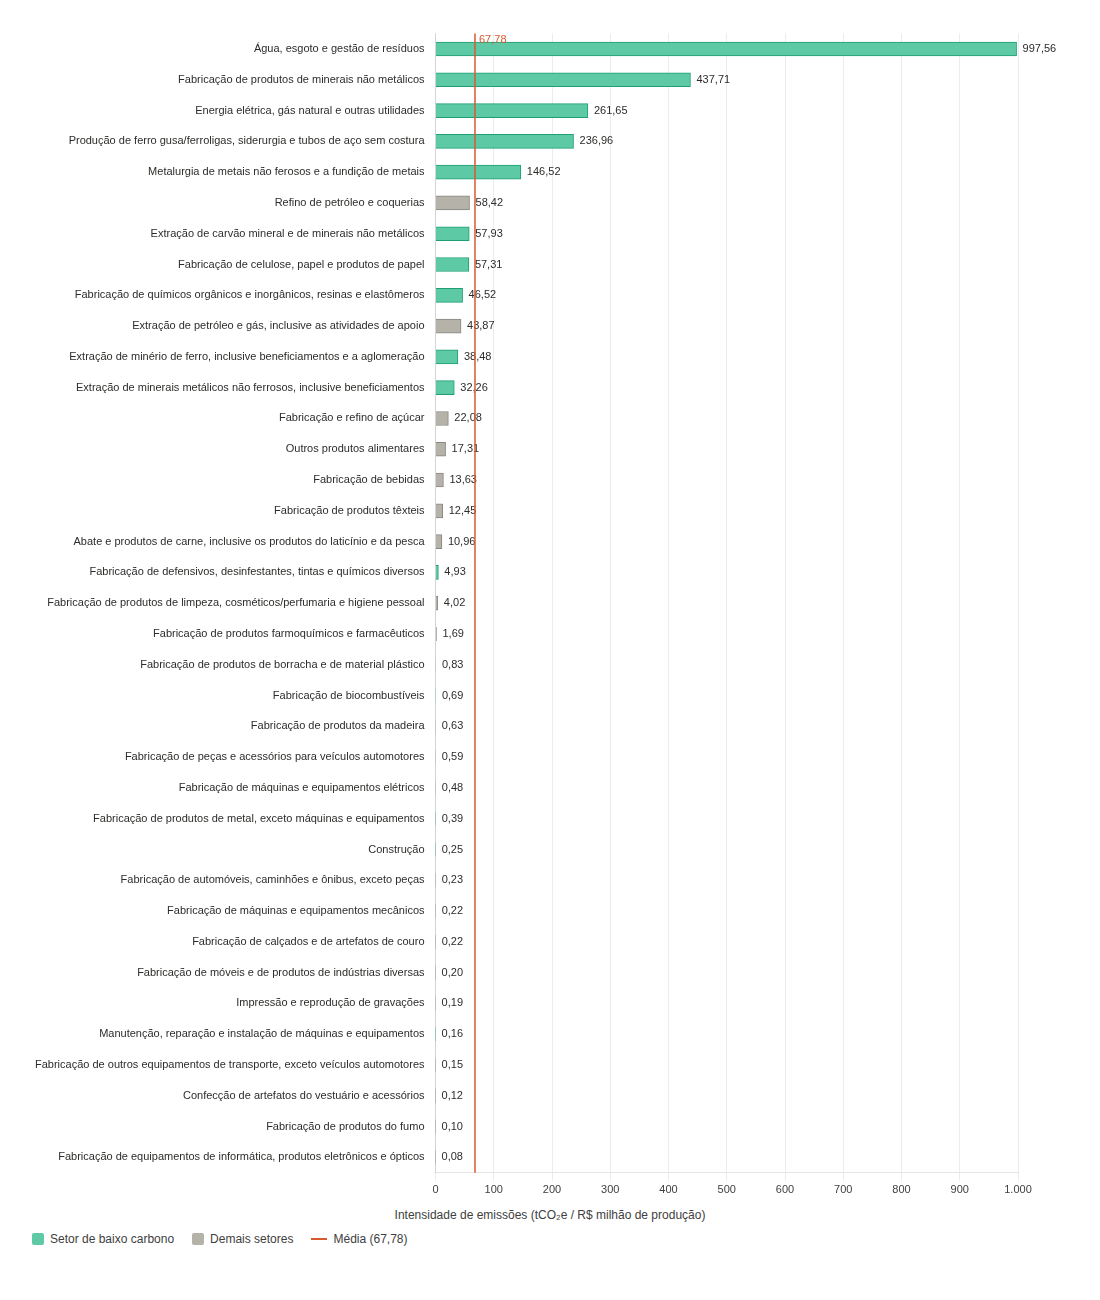 67,78
Água, esgoto e gestão de resíduos 997,56
Fabricação de produtos de minerais não metálicos 437,71
Energia elétrica, gás natural e outras utilidades 261,65
Produção de ferro gusa/ferroligas, siderurgia e tubos de aço sem costura 236,96
Metalurgia de metais não ferosos e a fundição de metais 146,52
Refino de petróleo e coquerias 58,42
Extração de carvão mineral e de minerais não metálicos 57,93
Fabricação de celulose, papel e produtos de papel 57,31
Fabricação de químicos orgânicos e inorgânicos, resinas e elastômeros 46,52
Extração de petróleo e gás, inclusive as atividades de apoio 43,87
Extração de minério de ferro, inclusive beneficiamentos e a aglomeração 38,48
Extração de minerais metálicos não ferrosos, inclusive beneficiamentos 32,26
Fabricação e refino de açúcar 22,08
Outros produtos alimentares 17,31
Fabricação de bebidas 13,63
Fabricação de produtos têxteis 12,45
Abate e produtos de carne, inclusive os produtos do laticínio e da pesca 10,96
Fabricação de defensivos, desinfestantes, tintas e químicos diversos 4,93
Fabricação de produtos de limpeza, cosméticos/perfumaria e higiene pessoal 4,02
Fabricação de produtos farmoquímicos e farmacêuticos 1,69
Fabricação de produtos de borracha e de material plástico 0,83
Fabricação de biocombustíveis 0,69
Fabricação de produtos da madeira 0,63
Fabricação de peças e acessórios para veículos automotores 0,59
Fabricação de máquinas e equipamentos elétricos 0,48
Fabricação de produtos de metal, exceto máquinas e equipamentos 0,39
Construção 0,25
Fabricação de automóveis, caminhões e ônibus, exceto peças 0,23
Fabricação de máquinas e equipamentos mecânicos 0,22
Fabricação de calçados e de artefatos de couro 0,22
Fabricação de móveis e de produtos de indústrias diversas 0,20
Impressão e reprodução de gravações 0,19
Manutenção, reparação e instalação de máquinas e equipamentos 0,16
Fabricação de outros equipamentos de transporte, exceto veículos automotores 0,15
Confecção de artefatos do vestuário e acessórios 0,12
Fabricação de produtos do fumo 0,10
Fabricação de equipamentos de informática, produtos eletrônicos e ópticos 0,08
0 100 200 300 400 500 600 700 800 900 1.000
Intensidade de emissões (tCO₂e / R$ milhão de produção)
Setor de baixo carbono Demais setores Média (67,78)